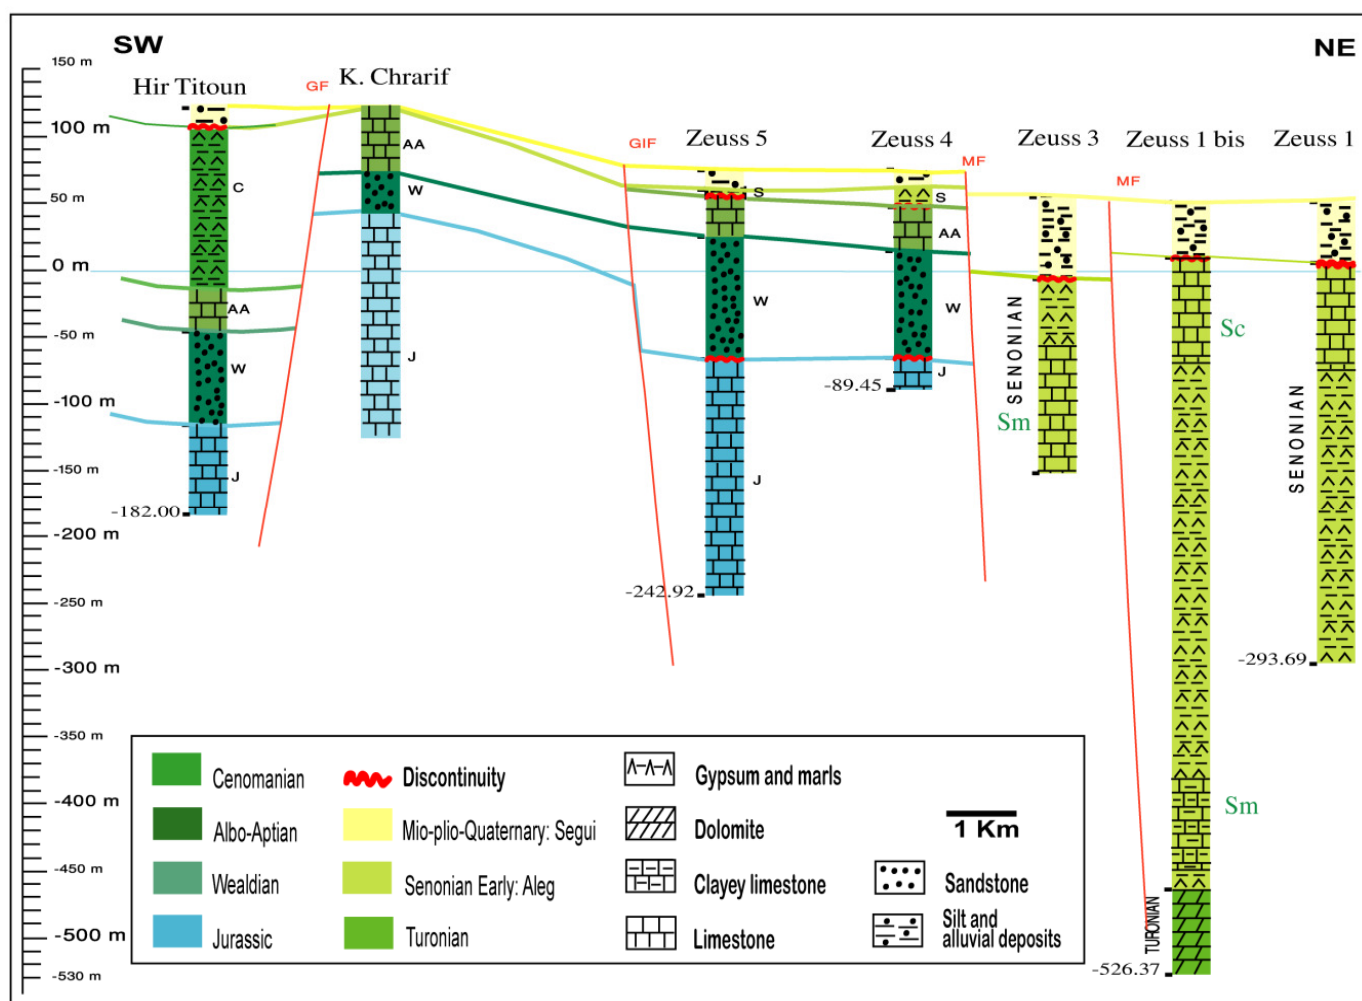 SW
NE
150 m
100 m
50 m
0 m
-50 m
-100 m
-150 m
-200 m
-250 m
-300 m
-350 m
-400 m
-450 m
-500 m
-530 m
Hir Titoun
GF
K. Chrarif
GIF
Zeuss 5
Zeuss 4
MF
Zeuss 3
MF
Zeuss 1 bis
Zeuss 1
C
AA
W
J
-182.00
AA
W
J
S
W
J
-242.92
S
AA
W
J
-89.45
SENONIAN
Sm
Sc
Sm
TURONIAN
-526.37
SENONIAN
-293.69
Cenomanian
Albo-Aptian
Wealdian
Jurassic
Discontinuity
Mio-plio-Quaternary: Segui
Senonian Early: Aleg
Turonian
Gypsum and marls
Dolomite
Clayey limestone
Limestone
1 Km
Sandstone
Silt and
alluvial deposits